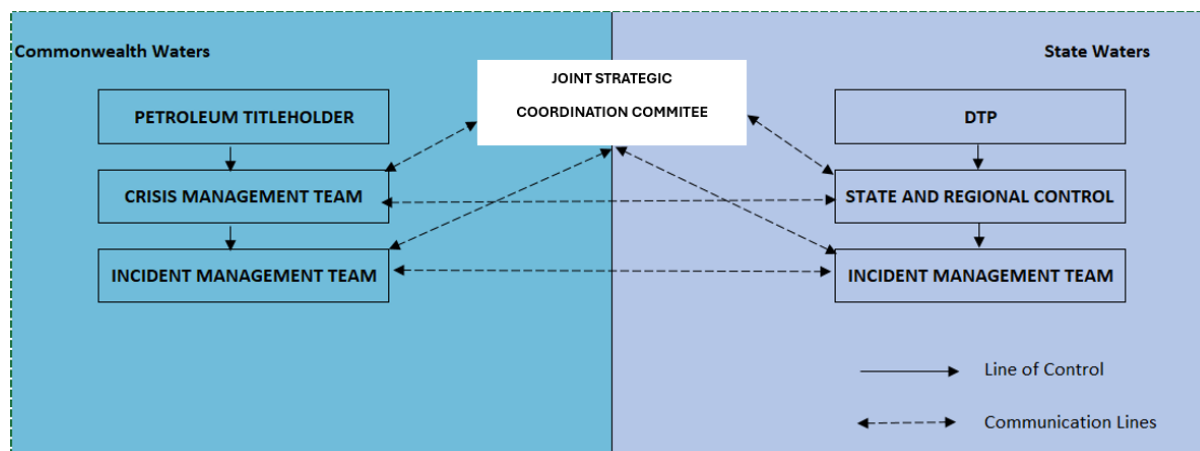 Commonwealth Waters
State Waters
JOINT STRATEGIC
COORDINATION COMMITEE
PETROLEUM TITLEHOLDER
DTP
CRISIS MANAGEMENT TEAM
STATE AND REGIONAL CONTROL
INCIDENT MANAGEMENT TEAM
INCIDENT MANAGEMENT TEAM
Line of Control
Communication Lines